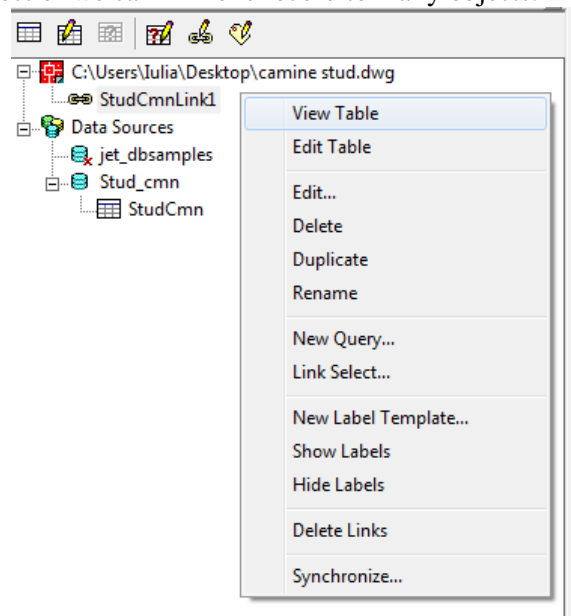 C:\Users\Iulia\Desktop\camine stud.dwg
StudCmnLink1
Data Sources
jet_dbsamples
Stud_cmn
StudCmn
View Table
Edit Table
Edit...
Delete
Duplicate
Rename
New Query...
Link Select...
New Label Template...
Show Labels
Hide Labels
Delete Links
Synchronize...